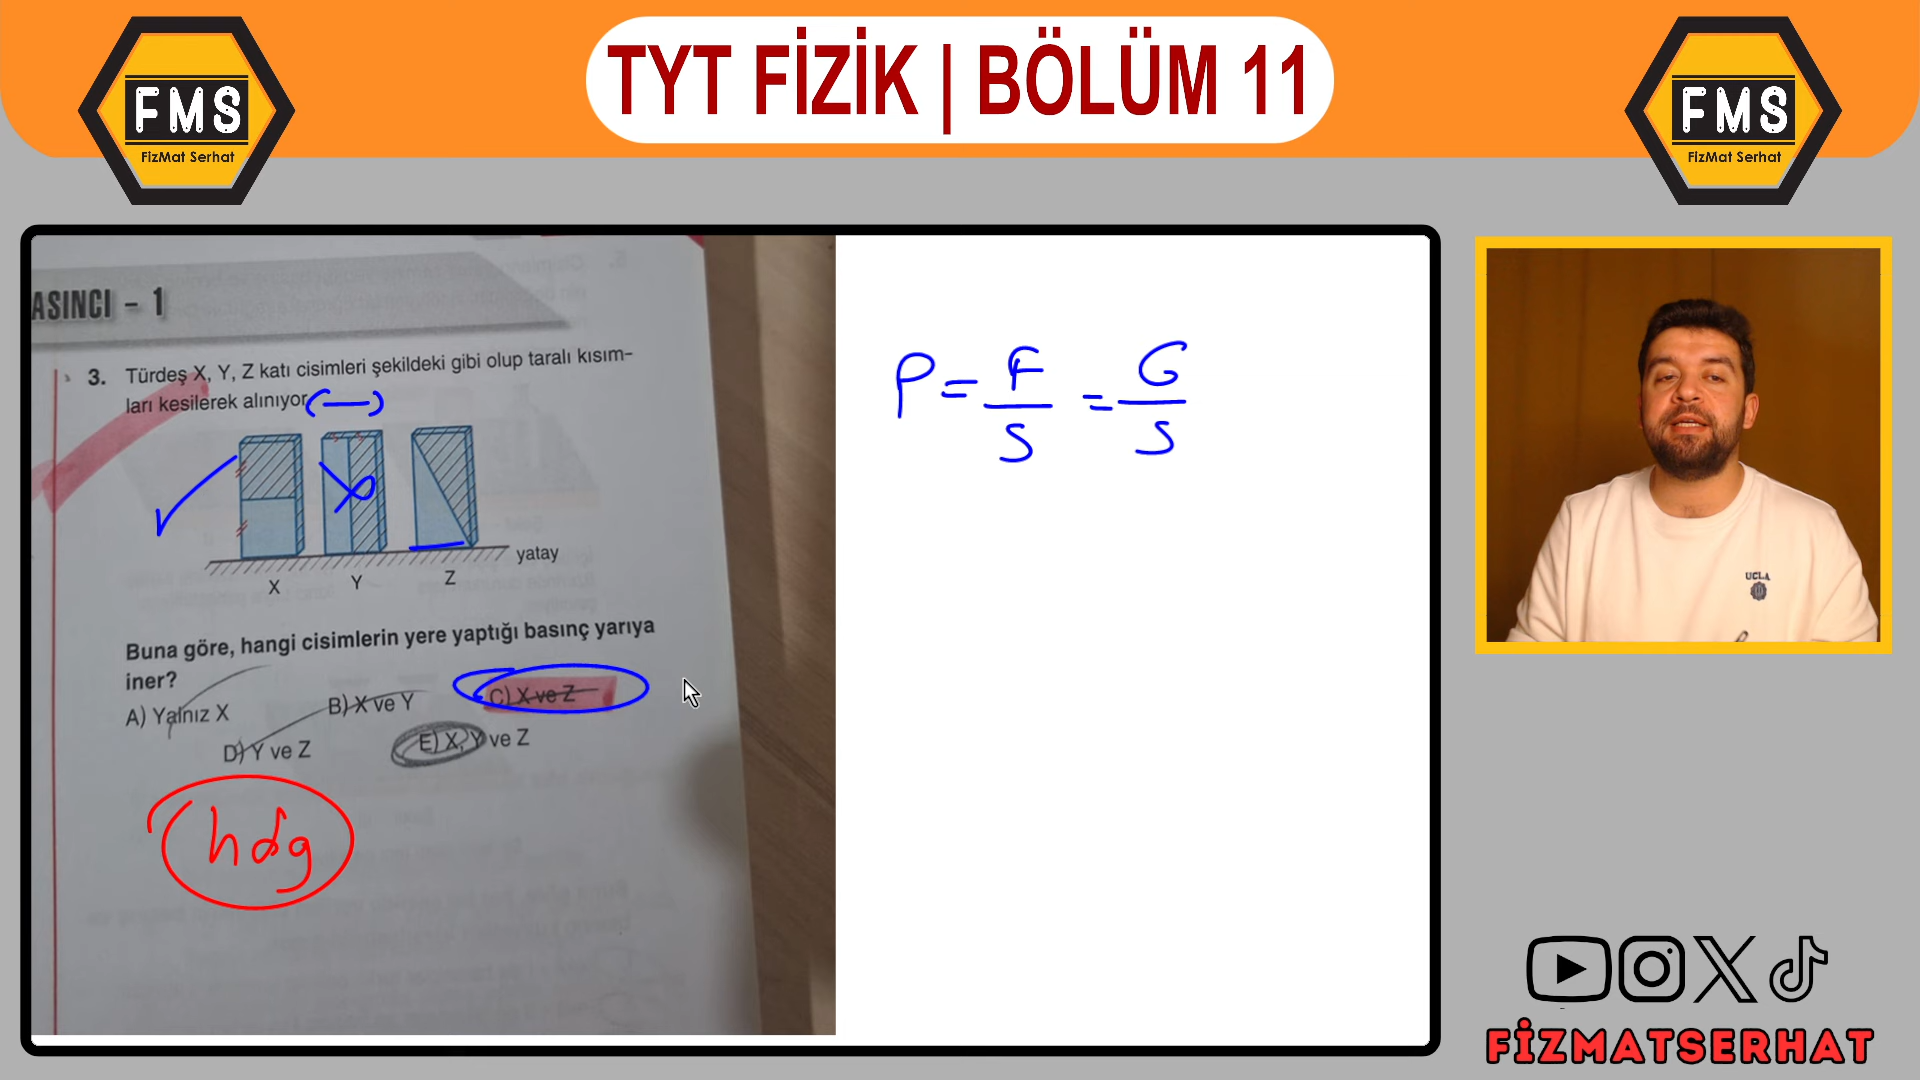 TYT FİZİK | BÖLÜM 11
FMS
FizMat Serhat
FMS
FizMat Serhat
ASINCI - 1
3. Türdeş X, Y, Z katı cisimleri şekildeki gibi olup taralı kısım-
ları kesilerek alınıyor.
yatay
X Y Z
Buna göre, hangi cisimlerin yere yaptığı basınç yarıya
iner?
A) Yalnız X B) X ve Y C) X ve Z
D) Y ve Z E) X, Y ve Z
hdg
P = F/S = G/S
UCLA
FİZMATSERHAT